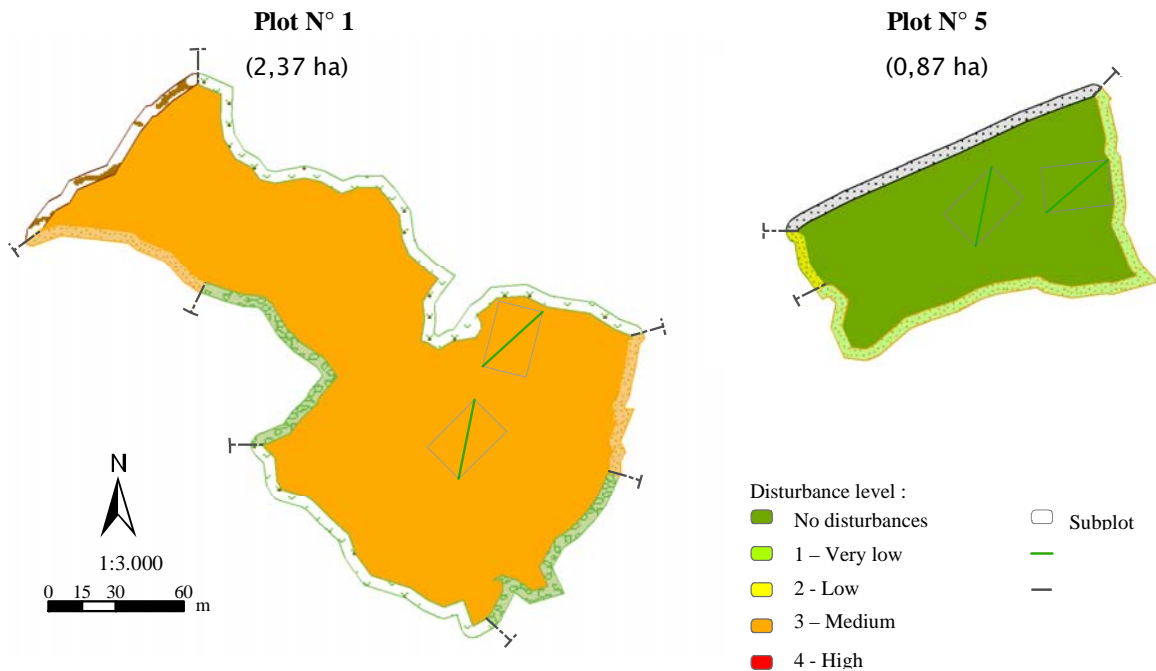 Plot N° 1
(2,37 ha)
Plot N° 5
(0,87 ha)
N
1:3.000
0 15 30 60
m
Disturbance level :
No disturbances
1 – Very low
2 - Low
3 – Medium
4 - High
Subplot